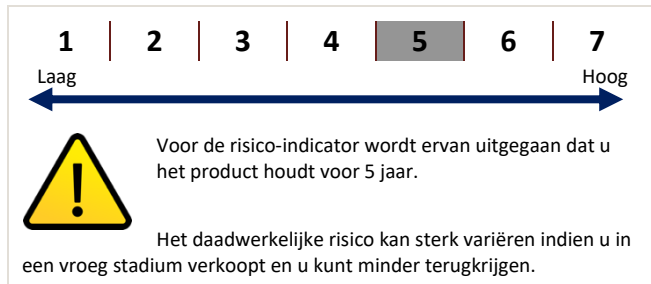 1 2 3 4 5 6 7
Laag Hoog
Voor de risico-indicator wordt ervan uitgegaan dat u
het product houdt voor 5 jaar.
Het daadwerkelijke risico kan sterk variëren indien u in
een vroeg stadium verkoopt en u kunt minder terugkrijgen.